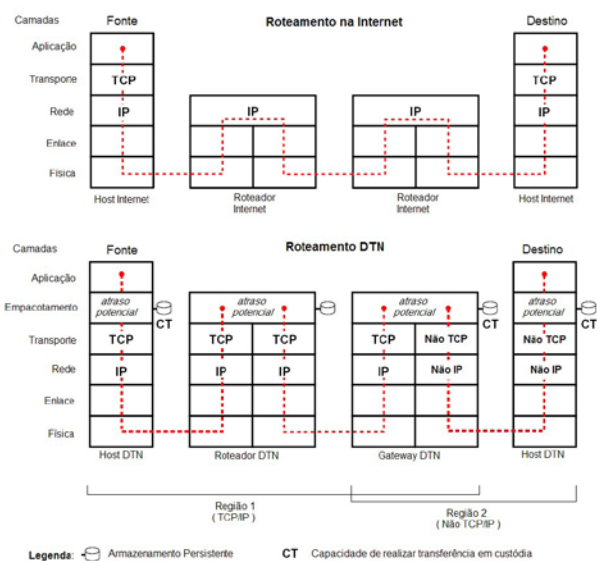 Camadas Fonte Roteamento na Internet Destino
Aplicação
Transporte TCP TCP
Rede IP IP IP IP
Enlace
Física
Host Internet Roteador Internet Roteador Internet Host Internet
Camadas Fonte Roteamento DTN Destino
Aplicação
Empacotamento atraso potencial atraso potencial atraso potencial atraso potencial
CT CT CT
Transporte TCP TCP TCP TCP Não TCP Não TCP
Rede IP IP IP IP Não IP Não IP
Enlace
Física
Host DTN Roteador DTN Gateway DTN Host DTN
Região 1
( TCP/IP )
Região 2
( Não TCP/IP )
Legenda: Armazenamento Persistente CT Capacidade de realizar transferência em custódia